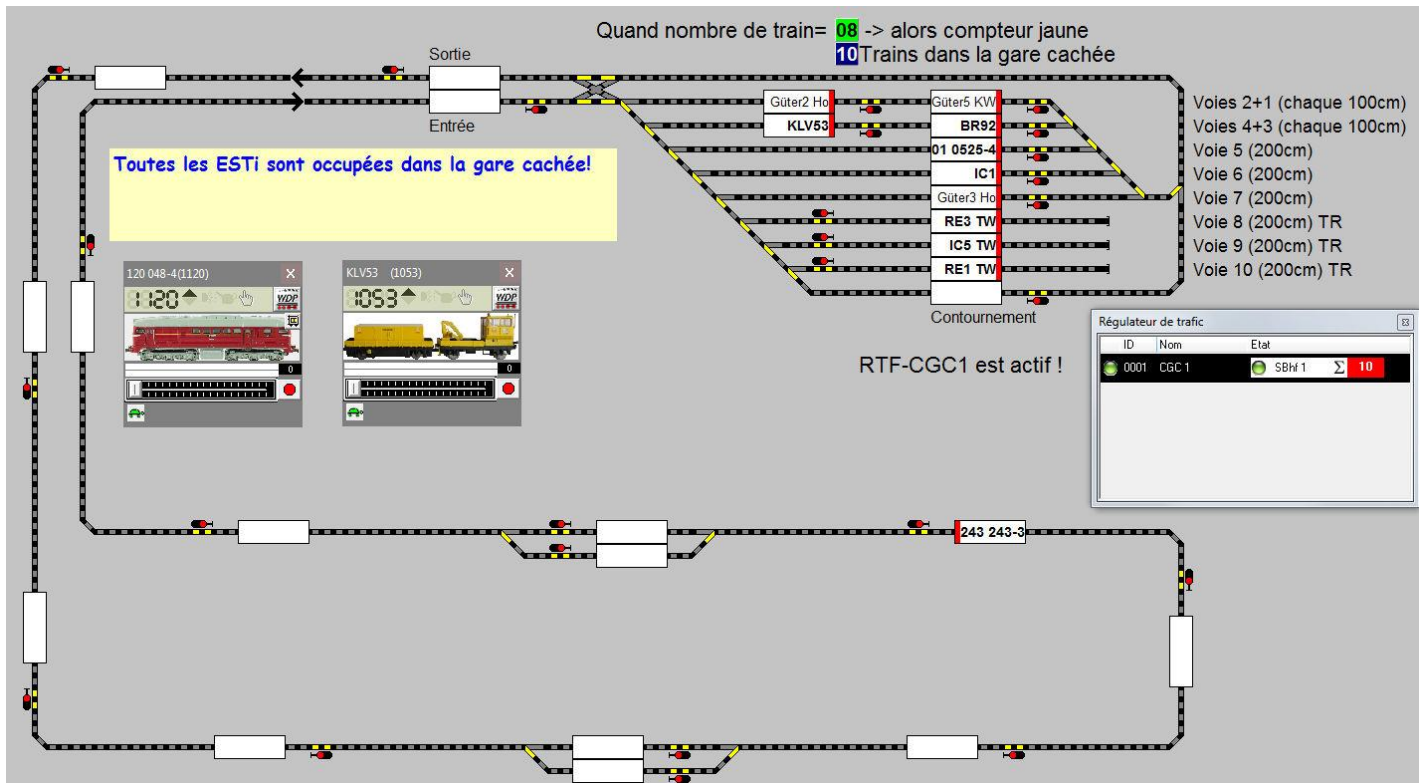 Quand nombre de train= 08 -> alors compteur jaune
10 Trains dans la gare cachée
Sortie
Entrée
Güter2 Ho
Güter5 KW
Voies 2+1 (chaque 100cm)
KLV53
BR92
Voies 4+3 (chaque 100cm)
01 0525-4
Voie 5 (200cm)
IC1
Voie 6 (200cm)
Güter3 Ho
Voie 7 (200cm)
RE3 TW
Voie 8 (200cm) TR
IC5 TW
Voie 9 (200cm) TR
RE1 TW
Voie 10 (200cm) TR
Contournement
Toutes les ESTi sont occupées dans la gare cachée!
120 048-4(1120)
1120
WDP
0
KLV53 (1053)
1053
WDP
0
RTF-CGC1 est actif !
Régulateur de trafic
ID Nom Etat
0001 CGC 1 SBhf 1 Σ 10
243 243-3